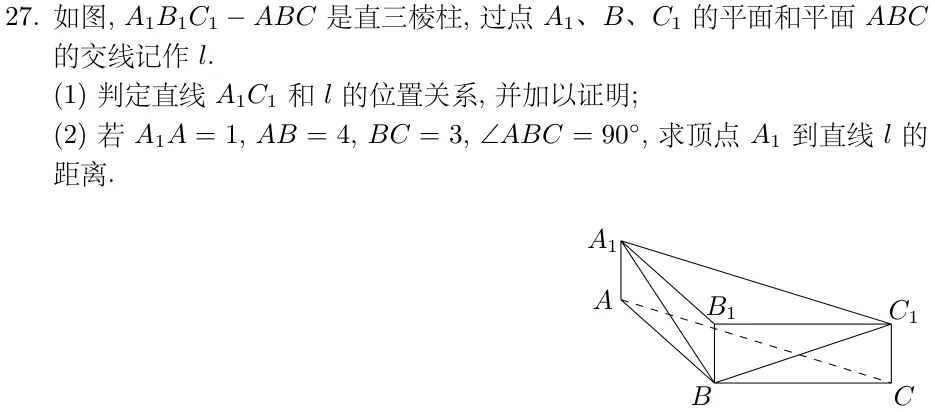 27. 如图, A₁B₁C₁ − ABC 是直三棱柱, 过点 A₁、B、C₁ 的平面和平面 ABC
的交线记作 l.
(1) 判定直线 A₁C₁ 和 l 的位置关系, 并加以证明;
(2) 若 A₁A = 1, AB = 4, BC = 3, ∠ABC = 90°, 求顶点 A₁ 到直线 l 的
距离.
A₁
A
B₁
C₁
B
C